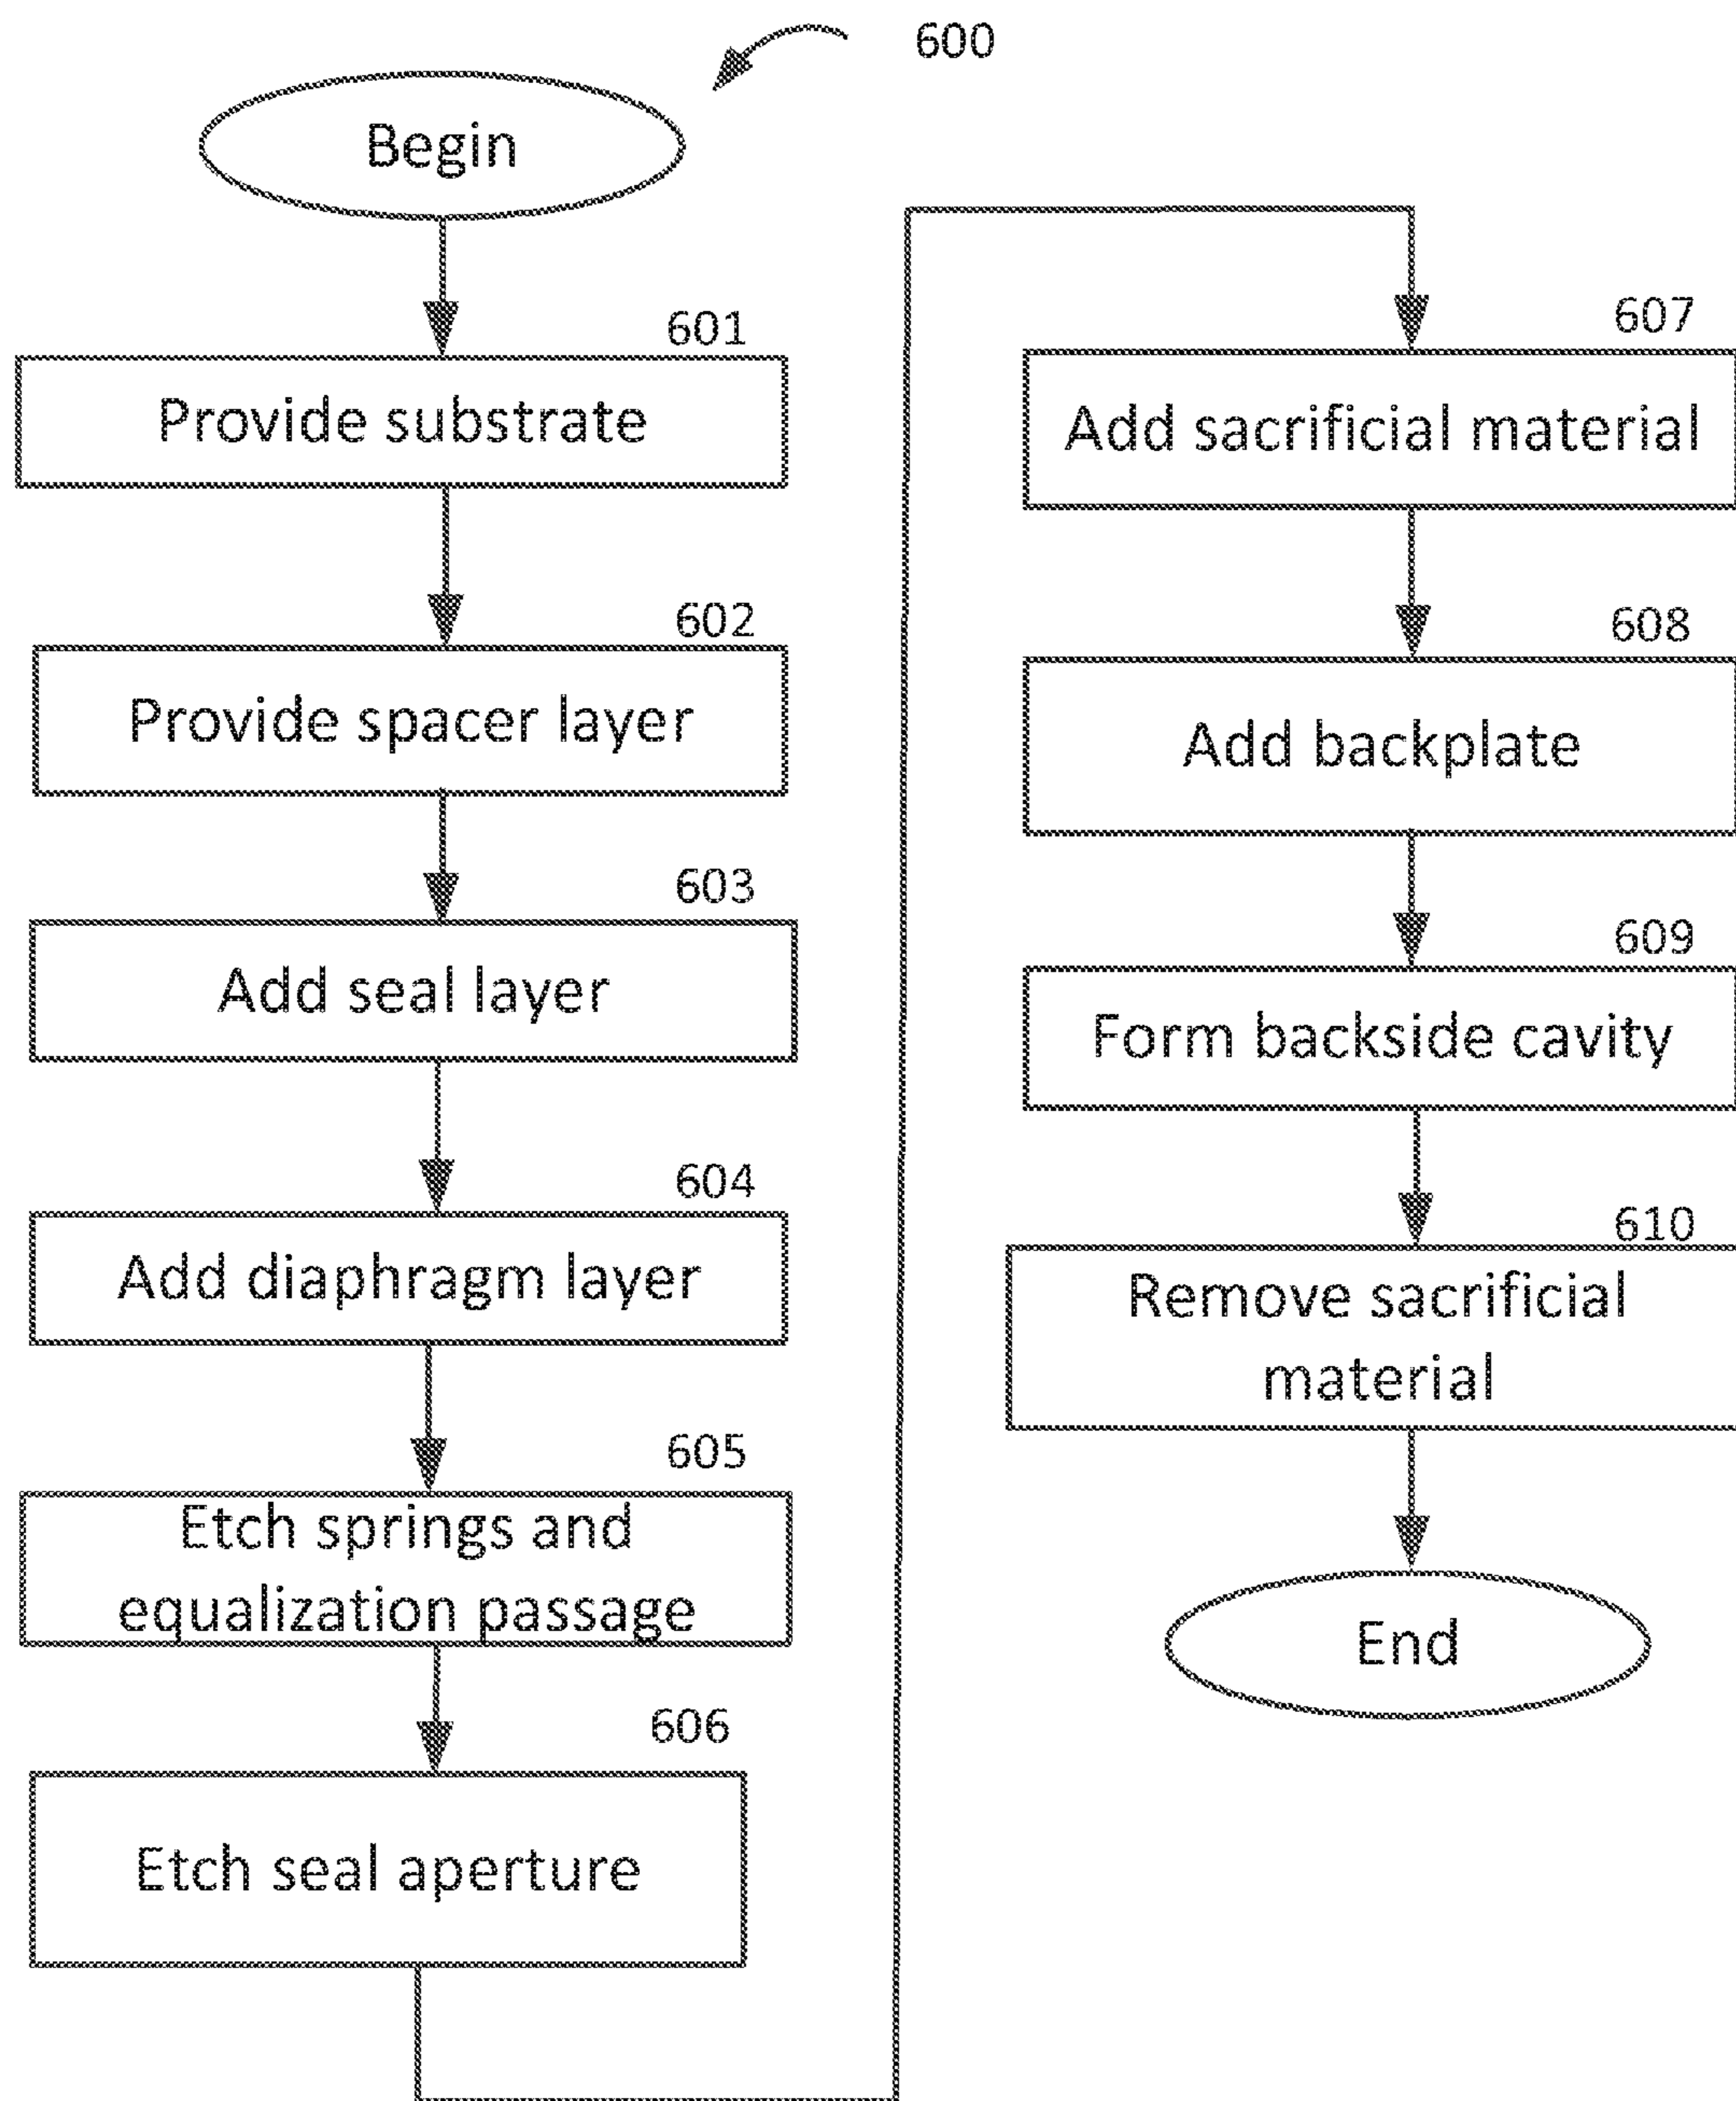 600
Begin
601
Provide substrate
602
Provide spacer layer
603
Add seal layer
604
Add diaphragm layer
605
Etch springs and
equalization passage
606
Etch seal aperture
607
Add sacrificial material
608
Add backplate
609
Form backside cavity
610
Remove sacrificial
material
End